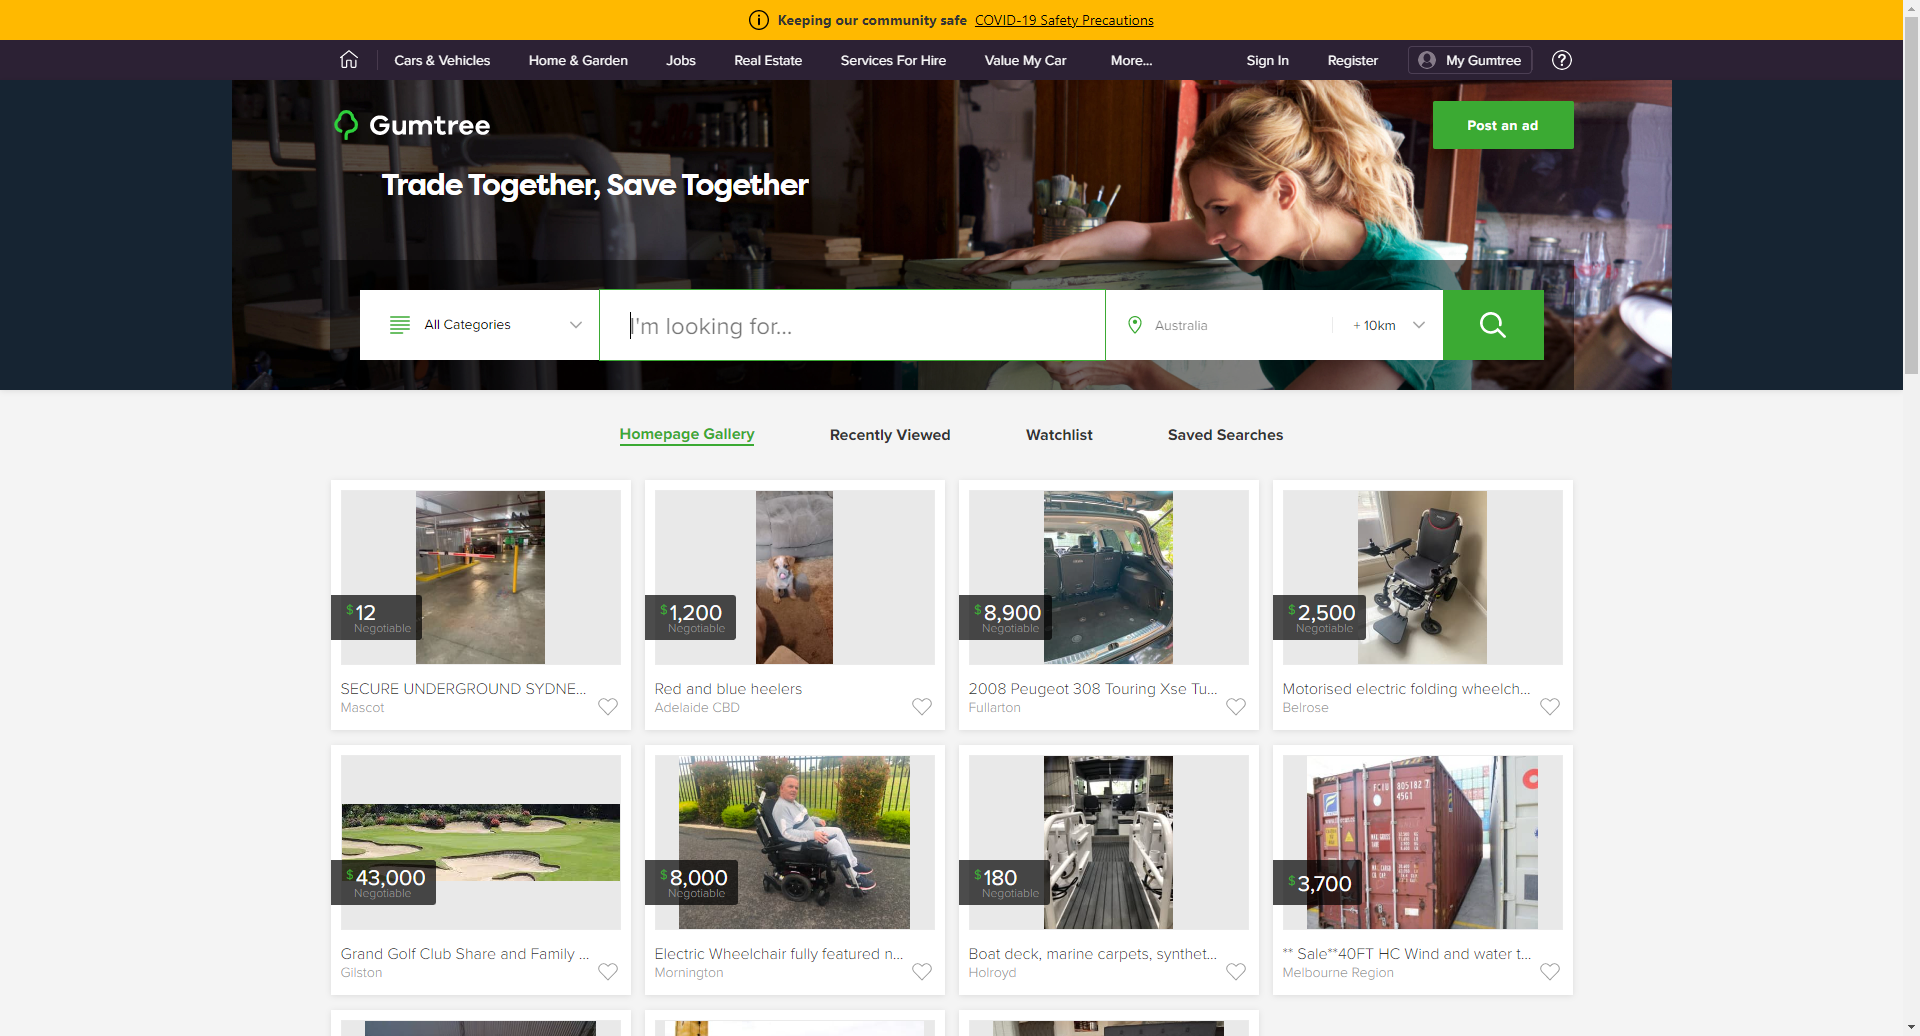 Keeping our community safe COVID-19 Safety Precautions
Cars & Vehicles Home & Garden Jobs Real Estate Services For Hire Value My Car More... Sign In Register My Gumtree ?
Gumtree
Post an ad
Trade Together, Save Together
All Categories I'm looking for... Australia + 10km
Homepage Gallery Recently Viewed Watchlist Saved Searches
$12
Negotiable
SECURE UNDERGROUND SYDNE...
Mascot
$1,200
Negotiable
Red and blue heelers
Adelaide CBD
$8,900
Negotiable
2008 Peugeot 308 Touring Xse Tu...
Fullarton
$2,500
Negotiable
Motorised electric folding wheelch...
Belrose
$43,000
Negotiable
Grand Golf Club Share and Family ...
Gilston
$8,000
Negotiable
Electric Wheelchair fully featured n...
Mornington
$180
Negotiable
Boat deck, marine carpets, synthet...
Holroyd
FCIU 805182 7
45G1
$3,700
** Sale**40FT HC Wind and water t...
Melbourne Region